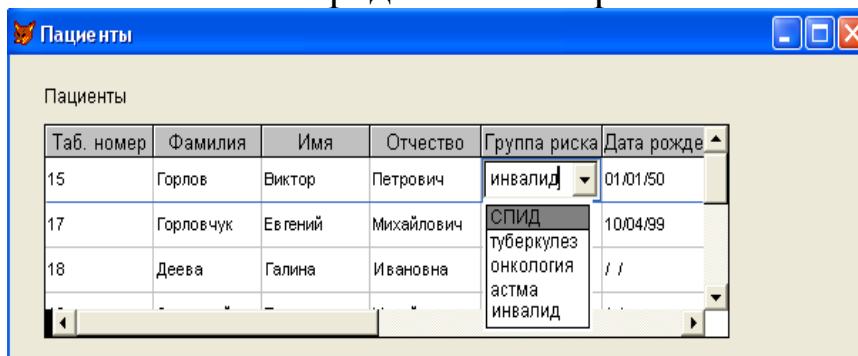 Пациенты
Пациенты
Таб. номер Фамилия Имя Отчество Группа риска Дата рожде
15 Горлов Виктор Петрович инвалид 01/01/50
17 Горловчук Евгений Михайлович 10/04/99
18 Деева Галина Ивановна / /
СПИД
туберкулез
онкология
астма
инвалид